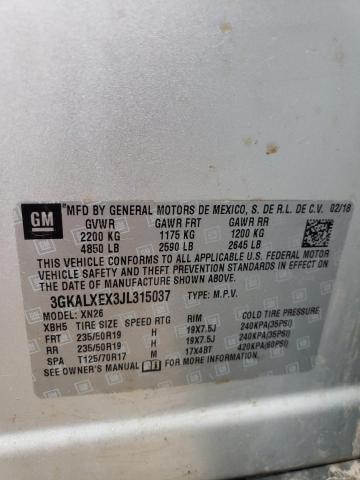 GM
MFD BY GENERAL MOTORS DE MEXICO, S. DE R.L. DE C.V. 02/18
GVWR GAWR FRT GAWR RR
2200 KG 1175 KG 1200 KG
4850 LB 2590 LB 2645 LB
THIS VEHICLE CONFORMS TO ALL APPLICABLE U.S. FEDERAL MOTOR
VEHICLE SAFETY AND THEFT PREVENTION STANDARDS IN EFFECT ON
THE DATE OF MANUFACTURE SHOWN ABOVE.
3GKALXEX3JL315037 TYPE: M.P.V.
MODEL: XN26
XBH5 TIRE SIZE SPEED RTG RIM COLD TIRE PRESSURE
FRT 235/50R19 H 19X7.5J 240KPA(35PSI)
RR 235/50R19 H 19X7.5J 240KPA(35PSI)
SPA T125/70R17 M 17X4BT 420KPA(60PSI)
SEE OWNER'S MANUAL FOR MORE INFORMATION.